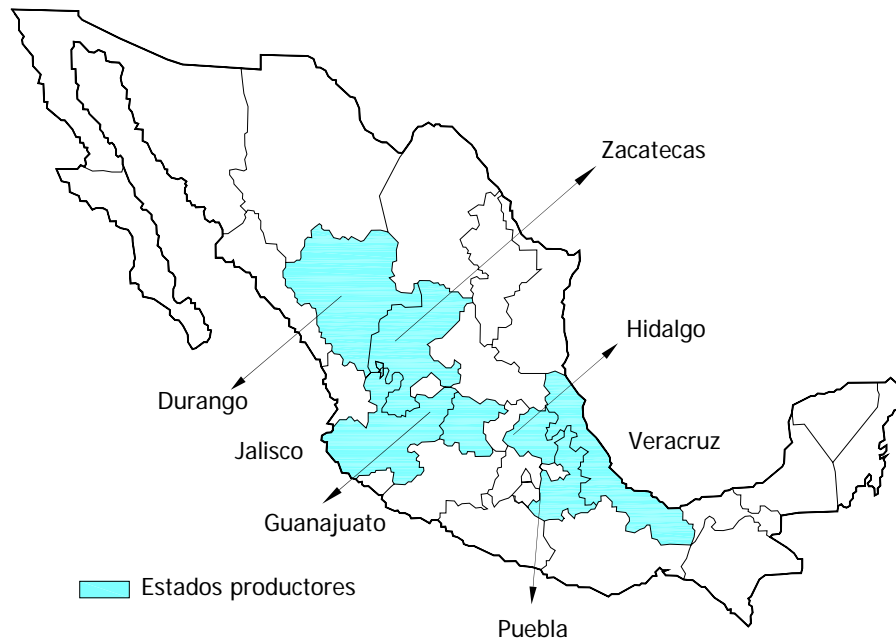 Zacatecas
Hidalgo
Durango
Jalisco
Veracruz
Guanajuato
Estados productores
Puebla